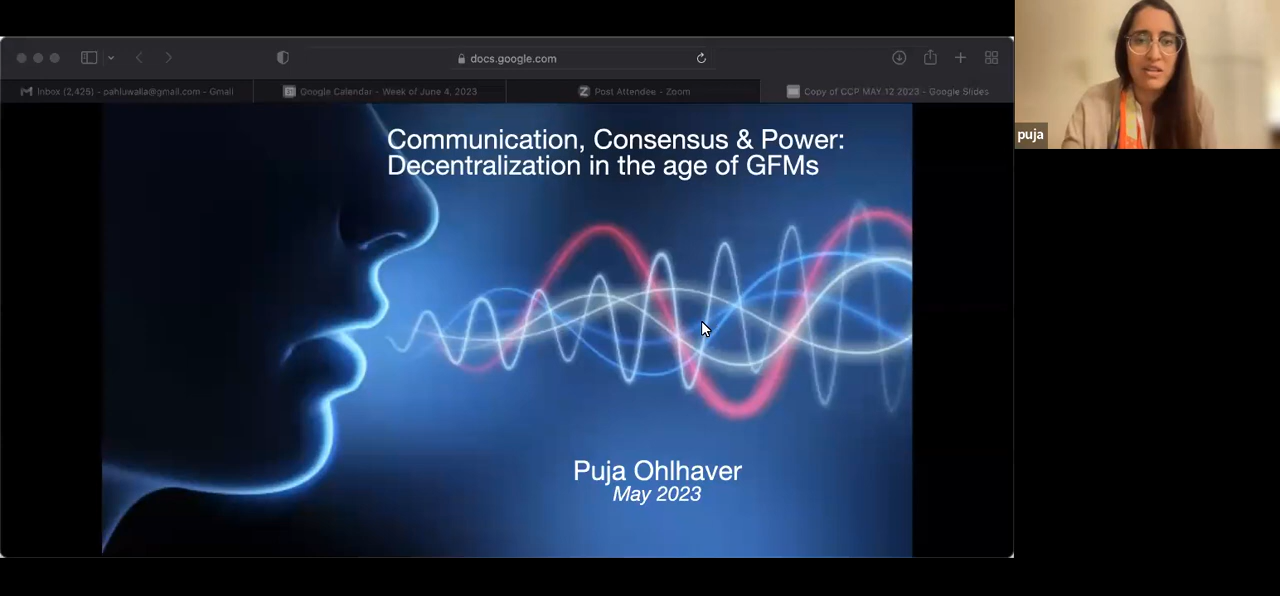 docs.google.com
Inbox (2,425) - pahluwalia@gmail.com - Gmail
Google Calendar - Week of June 4, 2023
Post Attendee - Zoom
Copy of CCP MAY 12 2023 - Google Slides
puja
Communication, Consensus & Power:
Decentralization in the age of GFMs
Puja Ohlhaver
May 2023